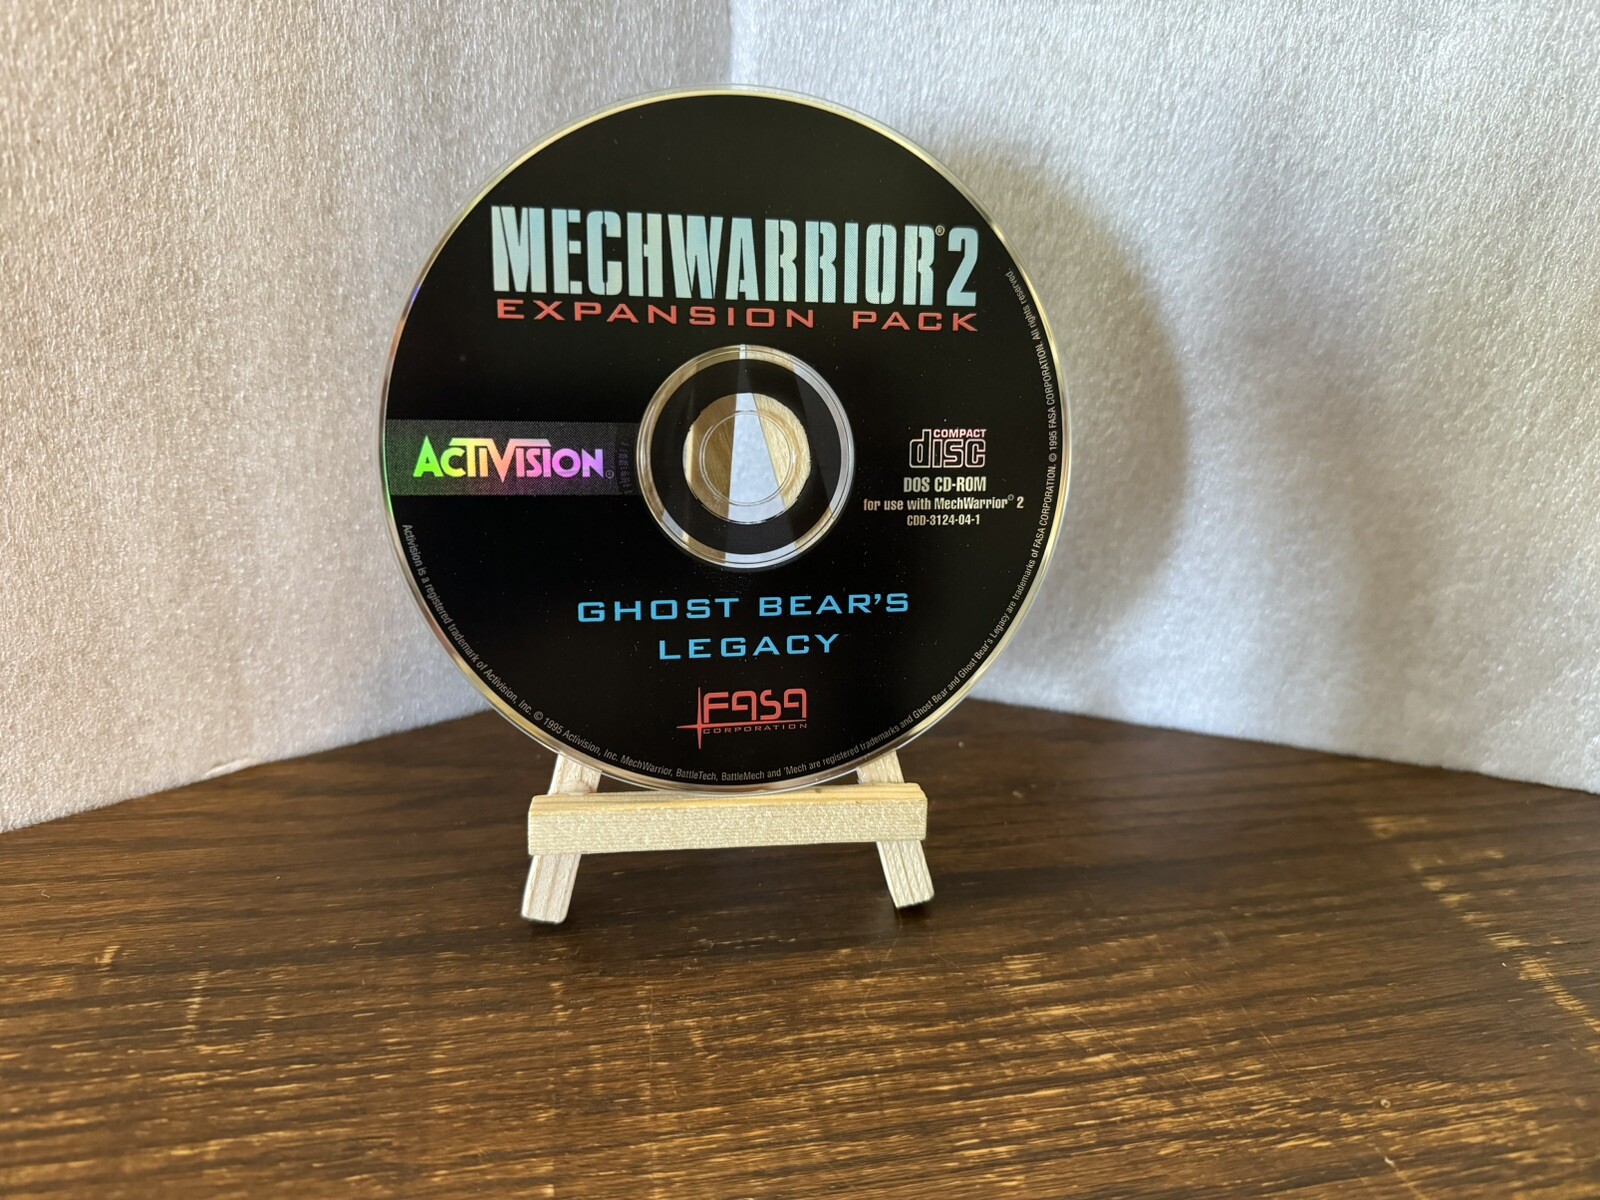 MECHWARRIOR® 2
EXPANSION PACK
ACTIVISION®
COMPACT
disc
DOS CD-ROM
for use with MechWarrior® 2
CDD-3124-04-1
GHOST BEAR'S
LEGACY
FASA
CORPORATION
Activision is a registered trademark of Activision, Inc. © 1995 Activision, Inc. MechWarrior, BattleTech, BattleMech and 'Mech are registered trademarks and Ghost Bear and Ghost Bear's Legacy are trademarks of FASA CORPORATION. © 1995 FASA CORPORATION. All rights reserved.